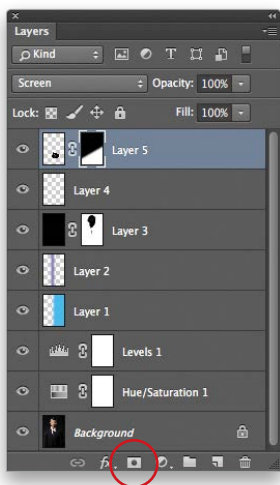 Layers
Kind
Screen Opacity: 100%
Lock: Fill: 100%
Layer 5
Layer 4
Layer 3
Layer 2
Layer 1
Levels 1
Hue/Saturation 1
Background
fx